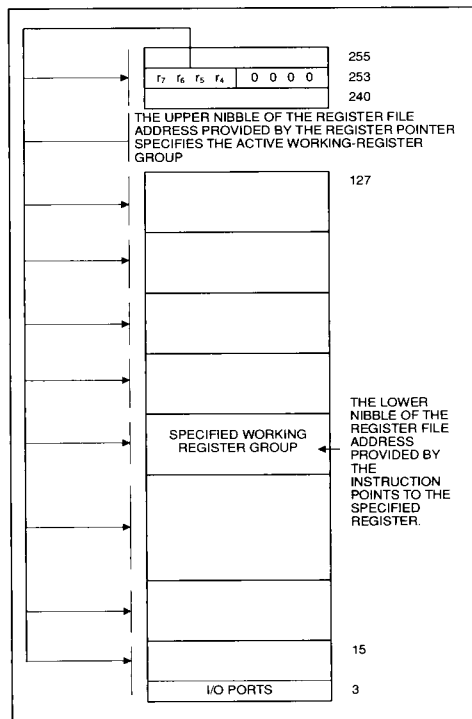 255
r7 r6 r5 r4 0 0 0 0 253
240
THE UPPER NIBBLE OF THE REGISTER FILE
ADDRESS PROVIDED BY THE REGISTER POINTER
SPECIFIES THE ACTIVE WORKING-REGISTER
GROUP
127
SPECIFIED WORKING
REGISTER GROUP
THE LOWER
NIBBLE OF THE
REGISTER FILE
ADDRESS
PROVIDED BY
THE
INSTRUCTION
POINTS TO THE
SPECIFIED
REGISTER.
15
I/O PORTS 3